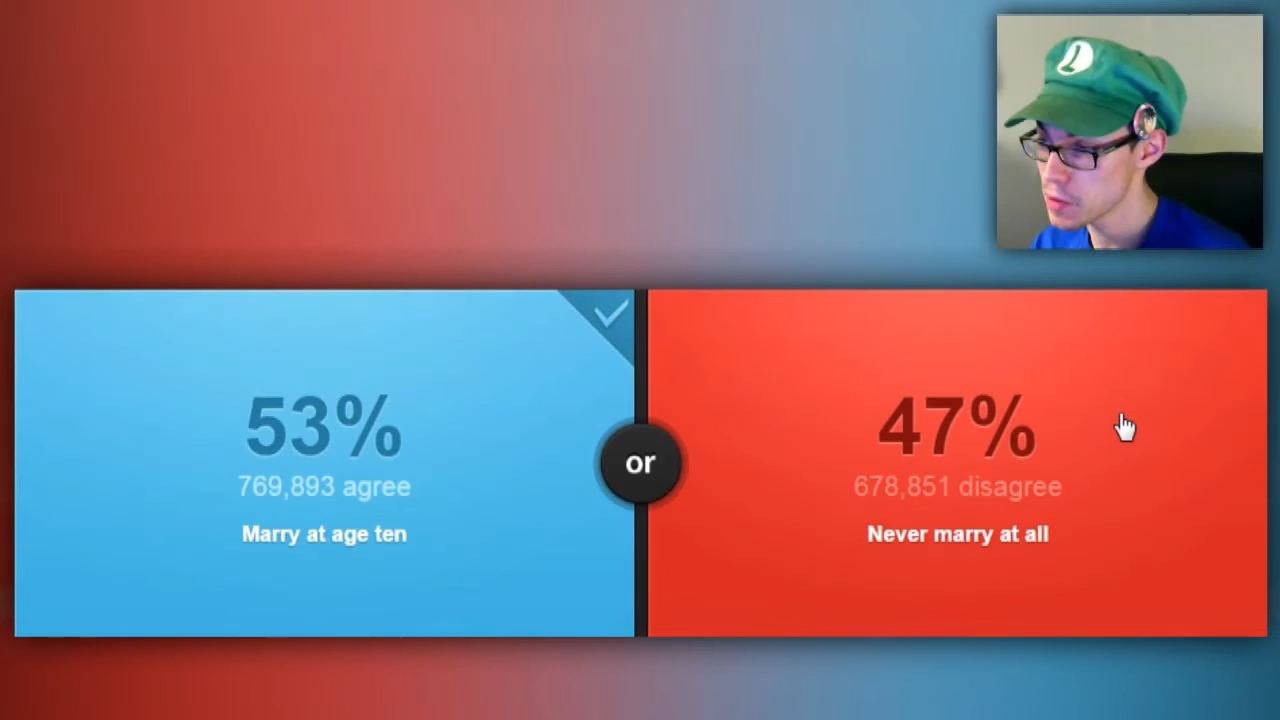 L
53%
769,893 agree
Marry at age ten
or
47%
678,851 disagree
Never marry at all